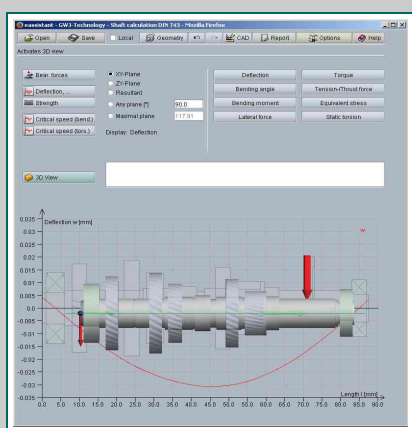 eassistant - GWJ-Technology - Shaft calculation DIN 743 - Mozilla Firefox
Open Save Local Geometry CAD Report Options Help
Activates 3D view
Bear. forces
Deflection,...
Strength
Critical speed (bend.)
Critical speed (tors.)
XY-Plane
ZY-Plane
Resultant
Any plane [°] 90.0
Maximal plane 117.91
Display: Deflection
Deflection Torque
Bending angle Tension-/Thrust force
Bending moment Equivalent stress
Lateral force Static torsion
3D View
Deflection w [mm]
w
0.035
0.03
0.025
0.02
0.015
0.01
0.005
0.0
-0.005
-0.01
-0.015
-0.02
-0.025
-0.03
-0.035
Length l [mm]
0.0 5.0 10.0 15.0 20.0 25.0 30.0 35.0 40.0 45.0 50.0 55.0 60.0 65.0 70.0 75.0 80.0 85.0 90.0